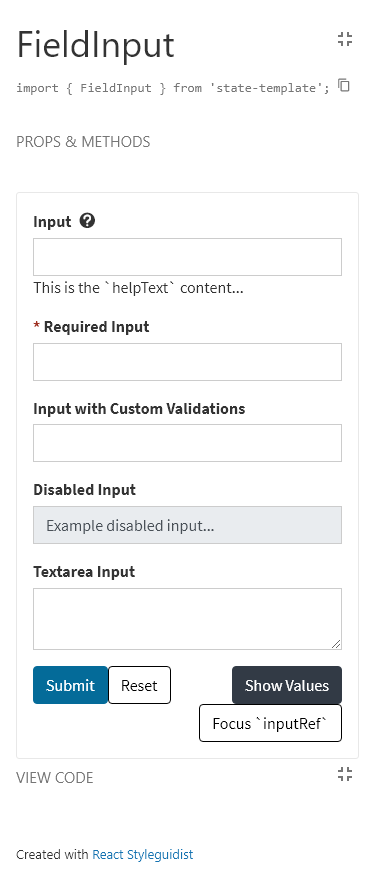 FieldInput
import { FieldInput } from 'state-template';
PROPS & METHODS
Input
This is the `helpText` content...
* Required Input
Input with Custom Validations
Disabled Input
Example disabled input...
Textarea Input
Submit Reset Show Values
Focus `inputRef`
VIEW CODE
Created with React Styleguidist